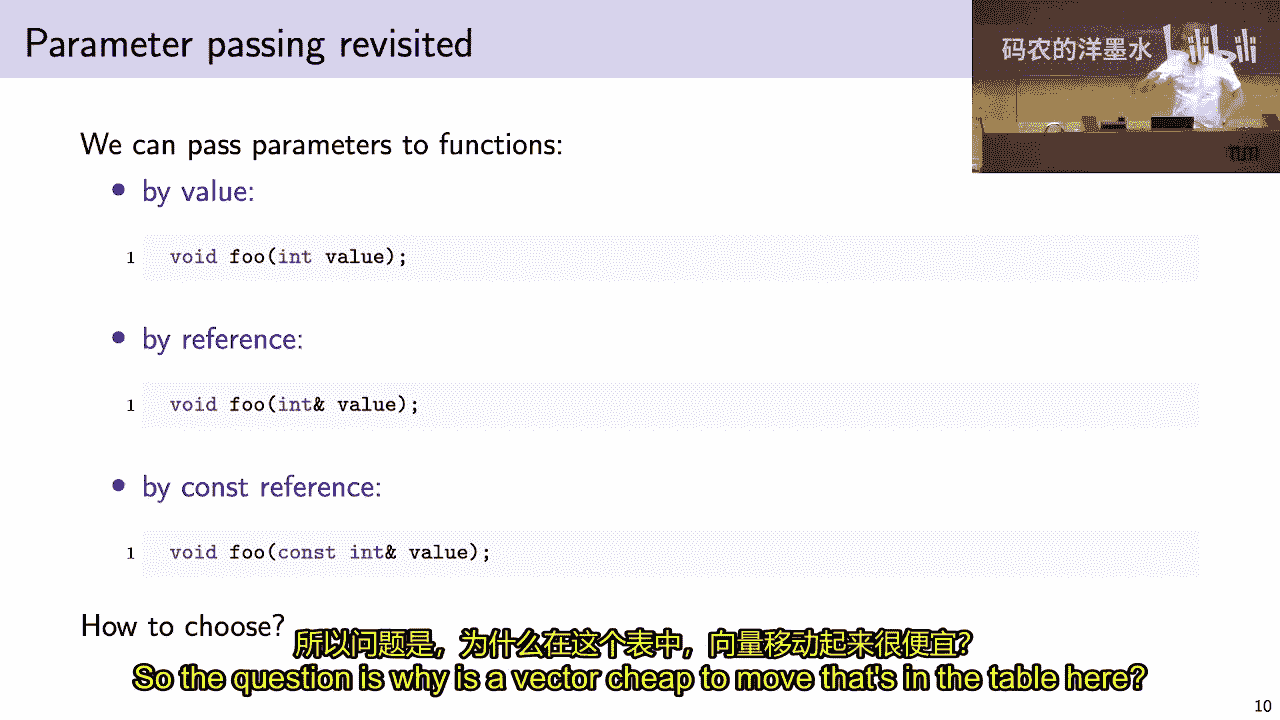 Parameter passing revisited
码农的洋墨水 bilibili
TUM
We can pass parameters to functions:
• by value:
1 void foo(int value);
• by reference:
1 void foo(int& value);
• by const reference:
1 void foo(const int& value);
How to choose?
所以问题是，为什么在这个表中，向量移动起来很便宜？
So the question is why is a vector cheap to move that's in the table here?
10